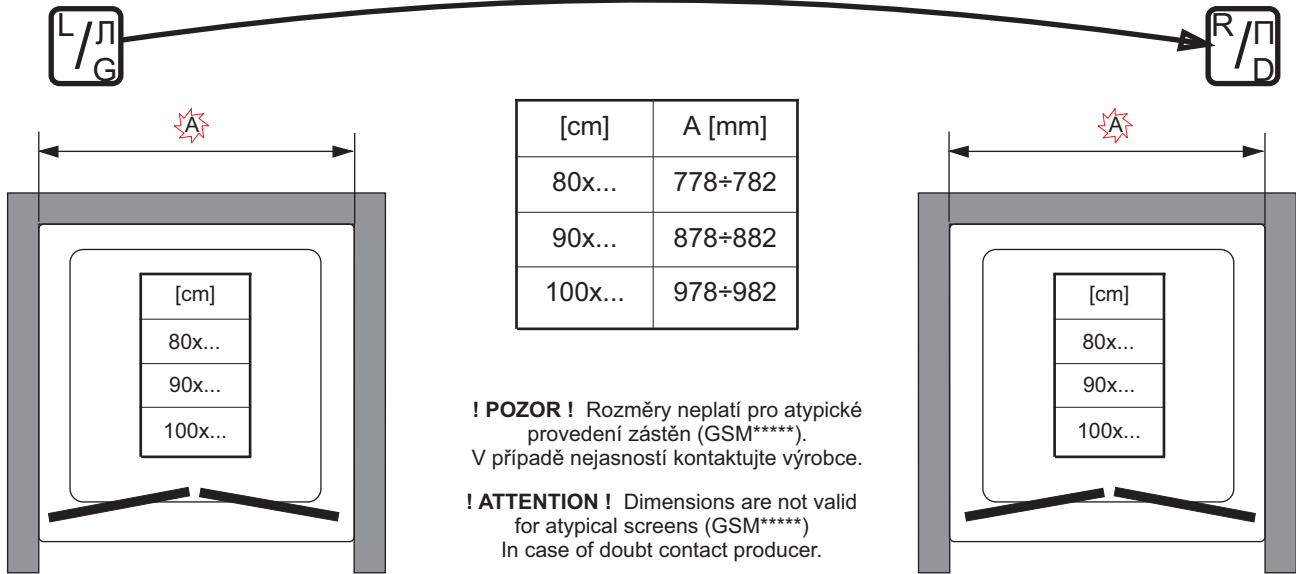 L/Л G
R/П D
A
A
[cm] A [mm]
80x... 778÷782
90x... 878÷882
100x... 978÷982
[cm]
80x...
90x...
100x...
[cm]
80x...
90x...
100x...
! POZOR ! Rozměry neplatí pro atypické
provedení zástěn (GSM*****).
V případě nejasností kontaktujte výrobce.
! ATTENTION ! Dimensions are not valid
for atypical screens (GSM*****)
In case of doubt contact producer.